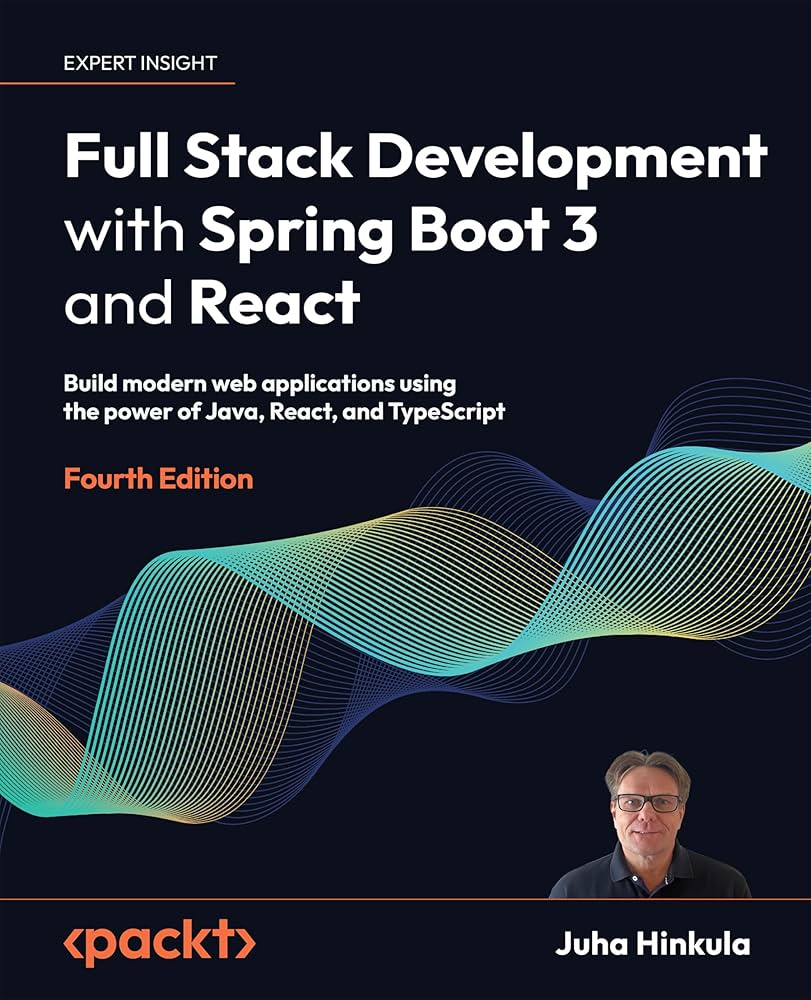 EXPERT INSIGHT
Full Stack Development
with Spring Boot 3
and React
Build modern web applications using
the power of Java, React, and TypeScript
Fourth Edition
<packt>
Juha Hinkula